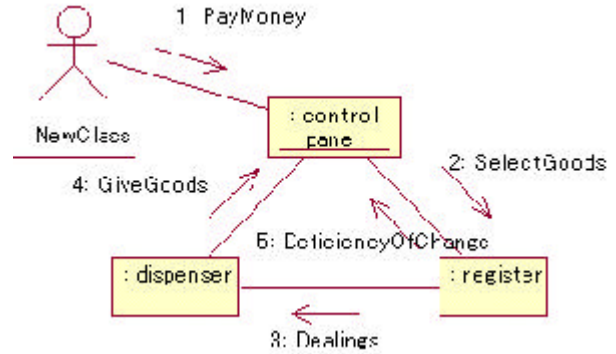 1 PayMoney
: control
pane
NewClass
2: SelectGoods
4: GiveGoods
5: DeficiencyOfChange
: dispenser
: register
3: Dealings